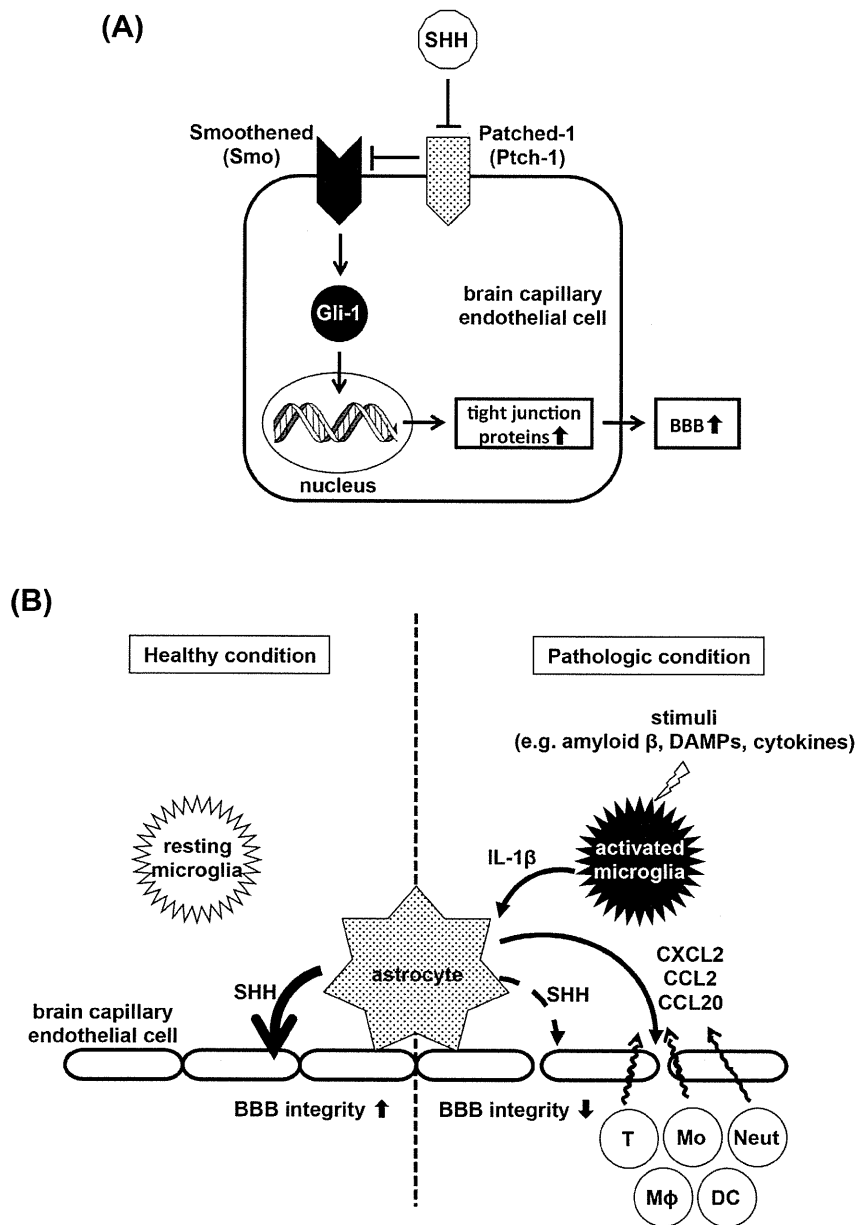 (A)
SHH
Smoothened
(Smo)
Patched-1
(Ptch-1)
Gli-1
brain capillary
endothelial cell
tight junction
proteins
BBB
nucleus
(B)
Healthy condition
Pathologic condition
stimuli
(e.g. amyloid β, DAMPs, cytokines)
resting
microglia
activated
microglia
IL-1β
astrocyte
CXCL2
CCL2
CCL20
SHH
SHH
brain capillary
endothelial cell
BBB integrity
BBB integrity
T
Mo
Neut
Mϕ
DC